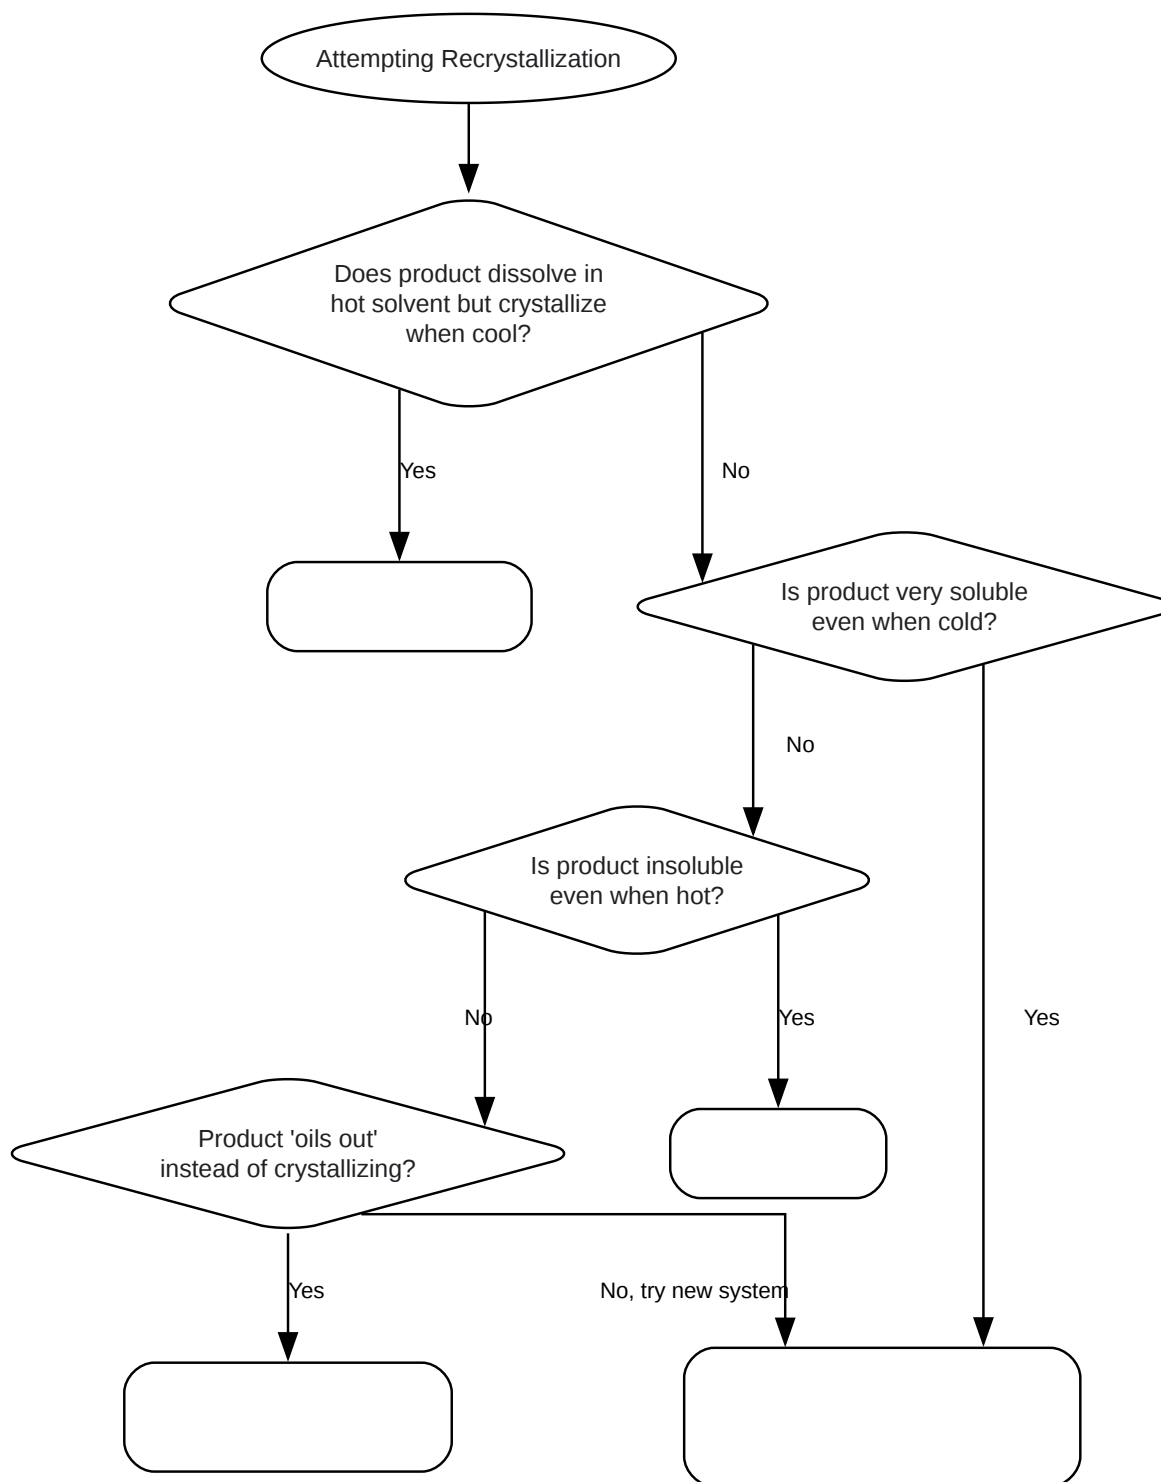 Attempting Recrystallization
Does product dissolve in
hot solvent but crystallize
when cool?
Yes
No
Is product very soluble
even when cold?
No
Is product insoluble
even when hot?
No
Yes
Yes
Product 'oils out'
instead of crystallizing?
Yes
No, try new system